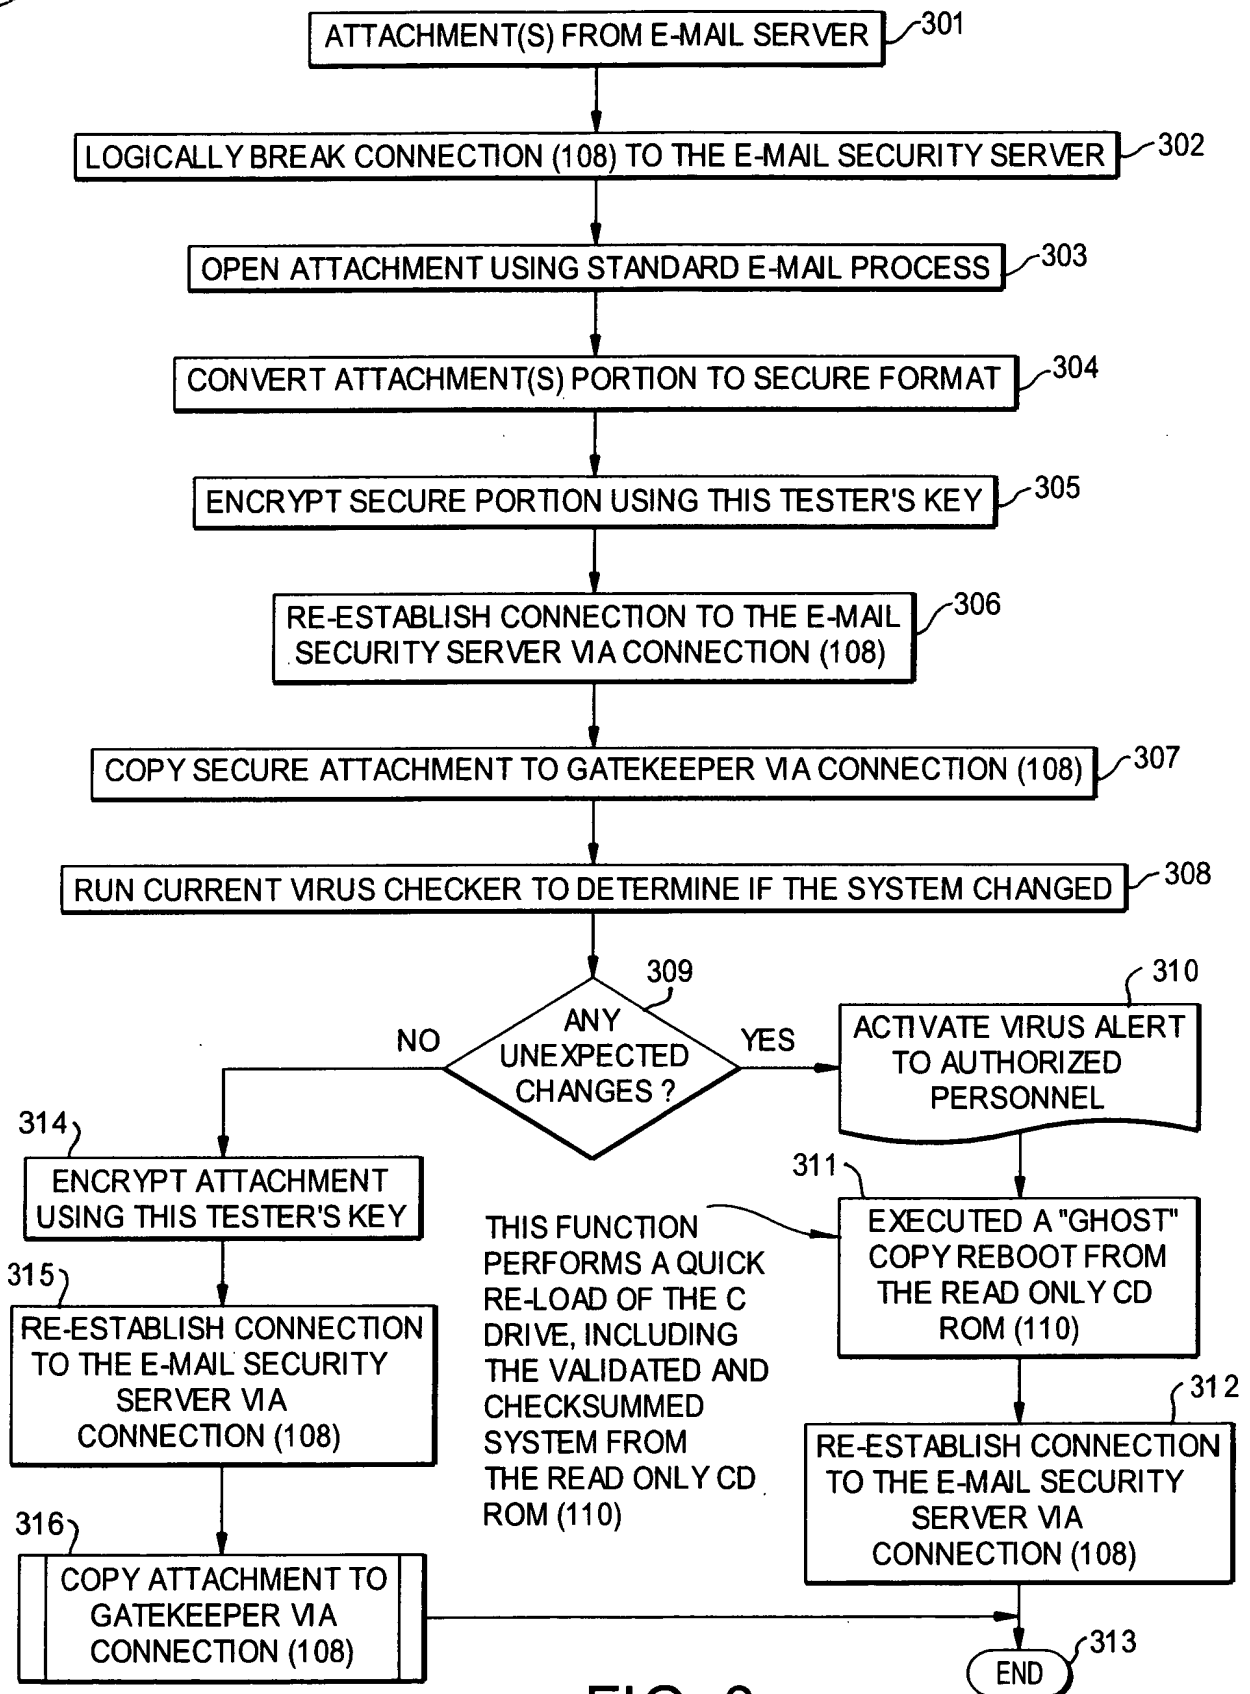 ATTACHMENT(S) FROM E-MAIL SERVER
301
LOGICALLY BREAK CONNECTION (108) TO THE E-MAIL SECURITY SERVER
302
OPEN ATTACHMENT USING STANDARD E-MAIL PROCESS
303
CONVERT ATTACHMENT(S) PORTION TO SECURE FORMAT
304
ENCRYPT SECURE PORTION USING THIS TESTER'S KEY
305
RE-ESTABLISH CONNECTION TO THE E-MAIL
SECURITY SERVER VIA CONNECTION (108)
306
COPY SECURE ATTACHMENT TO GATEKEEPER VIA CONNECTION (108)
307
RUN CURRENT VIRUS CHECKER TO DETERMINE IF THE SYSTEM CHANGED
308
309
ANY
UNEXPECTED
CHANGES ?
NO
YES
310
ACTIVATE VIRUS ALERT
TO AUTHORIZED
PERSONNEL
314
ENCRYPT ATTACHMENT
USING THIS TESTER'S KEY
311
EXECUTED A "GHOST"
COPY REBOOT FROM
THE READ ONLY CD
ROM (110)
THIS FUNCTION
PERFORMS A QUICK
RE-LOAD OF THE C
DRIVE, INCLUDING
THE VALIDATED AND
CHECKSUMMED
SYSTEM FROM
THE READ ONLY CD
ROM (110)
315
RE-ESTABLISH CONNECTION
TO THE E-MAIL SECURITY
SERVER VIA
CONNECTION (108)
312
RE-ESTABLISH CONNECTION
TO THE E-MAIL SECURITY
SERVER VIA
CONNECTION (108)
316
COPY ATTACHMENT TO
GATEKEEPER VIA
CONNECTION (108)
313
END